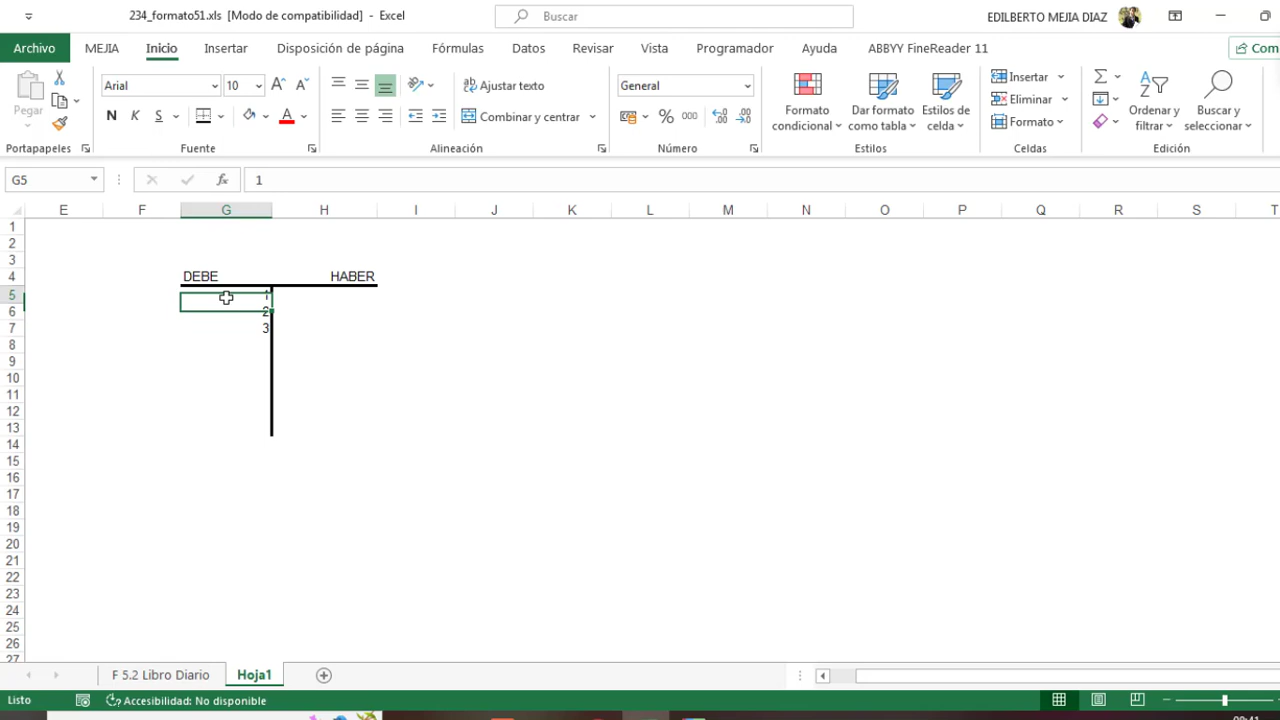 234_formato51.xls [Modo de compatibilidad] - Excel
Buscar
EDILBERTO MEJIA DIAZ
Archivo MEJIA Inicio Insertar Disposición de página Fórmulas Datos Revisar Vista Programador Ayuda ABBYY FineReader 11 Com
Pegar
Arial 10
N K S A
Ajustar texto
Combinar y centrar
General
% 000
Formato condicional
Dar formato como tabla
Estilos de celda
Insertar
Eliminar
Formato
Ordenar y filtrar
Buscar y seleccionar
Portapapeles Fuente Alineación Número Estilos Celdas Edición
G5 fx 1
E F G H I J K L M N O P Q R S T
1
2
3
4 DEBE HABER
5 1
6 2
7 3
8
9
10
11
12
13
14
15
16
17
18
19
20
21
22
23
24
25
26
27
F 5.2 Libro Diario Hoja1
Listo Accesibilidad: No disponible